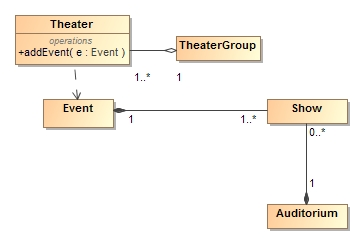 Theater
operations
+addEvent( e : Event )
TheaterGroup
1..*
1
Event
Show
1
1..*
0..*
1
Auditorium